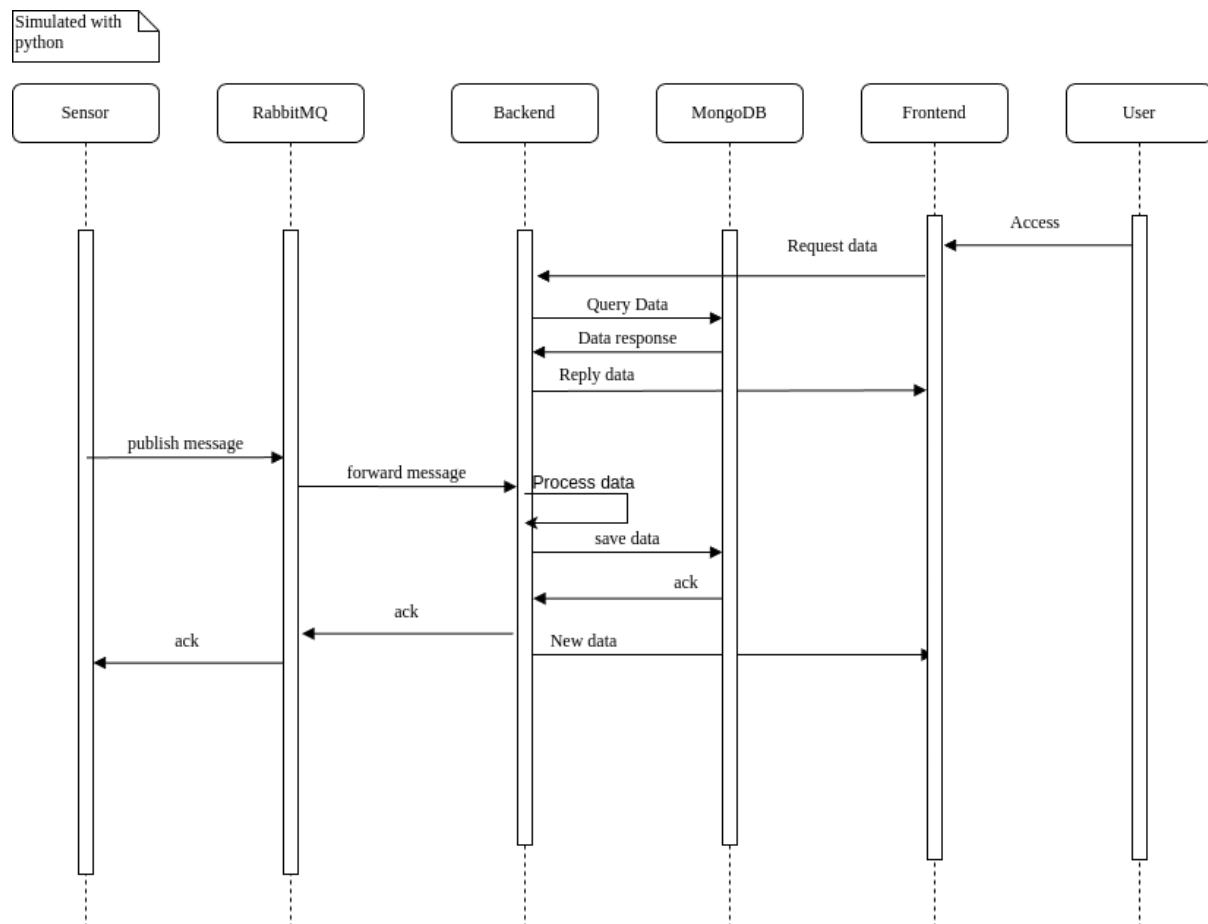 Simulated with
python
Sensor
RabbitMQ
Backend
MongoDB
Frontend
User
Access
Request data
Query Data
Data response
Reply data
publish message
forward message
Process data
save data
ack
ack
ack
New data